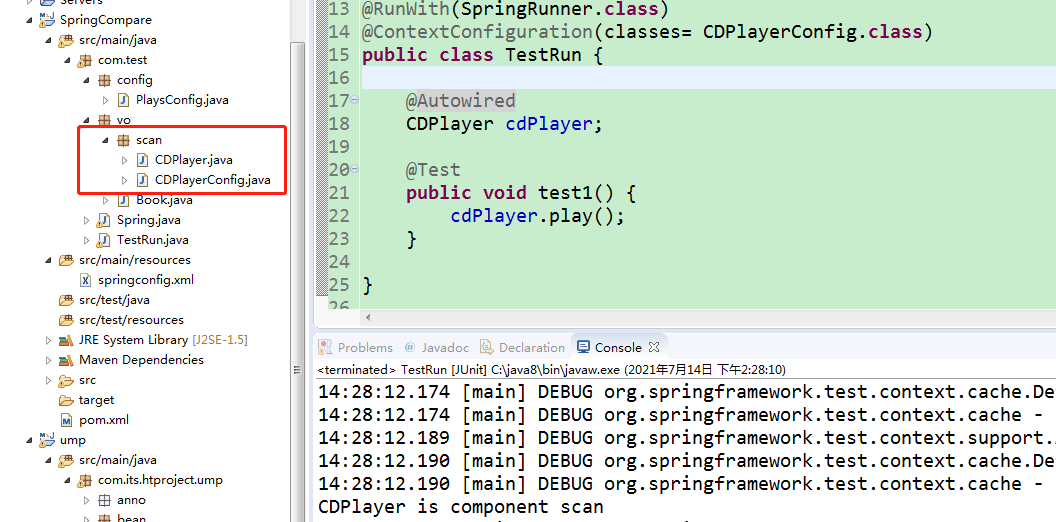 Servers
SpringCompare
src/main/java
com.test
config
PlaysConfig.java
vo
scan
CDPlayer.java
CDPlayerConfig.java
Book.java
Spring.java
TestRun.java
src/main/resources
springconfig.xml
src/test/java
src/test/resources
JRE System Library [J2SE-1.5]
Maven Dependencies
src
target
pom.xml
ump
src/main/java
com.its.htproject.ump
anno
bean
13 @RunWith(SpringRunner.class)
14 @ContextConfiguration(classes= CDPlayerConfig.class)
15 public class TestRun {
16
17 @Autowired
18 CDPlayer cdPlayer;
19
20 @Test
21 public void test1() {
22 cdPlayer.play();
23 }
24
25 }
26
Problems @ Javadoc Declaration Console
<terminated> TestRun [JUnit] C:\java8\bin\javaw.exe (2021年7月14日 下午2:28:10)
14:28:12.174 [main] DEBUG org.springframework.test.context.cache.De
14:28:12.174 [main] DEBUG org.springframework.test.context.cache -
14:28:12.189 [main] DEBUG org.springframework.test.context.support.
14:28:12.190 [main] DEBUG org.springframework.test.context.cache.De
14:28:12.190 [main] DEBUG org.springframework.test.context.cache -
CDPlayer is component scan